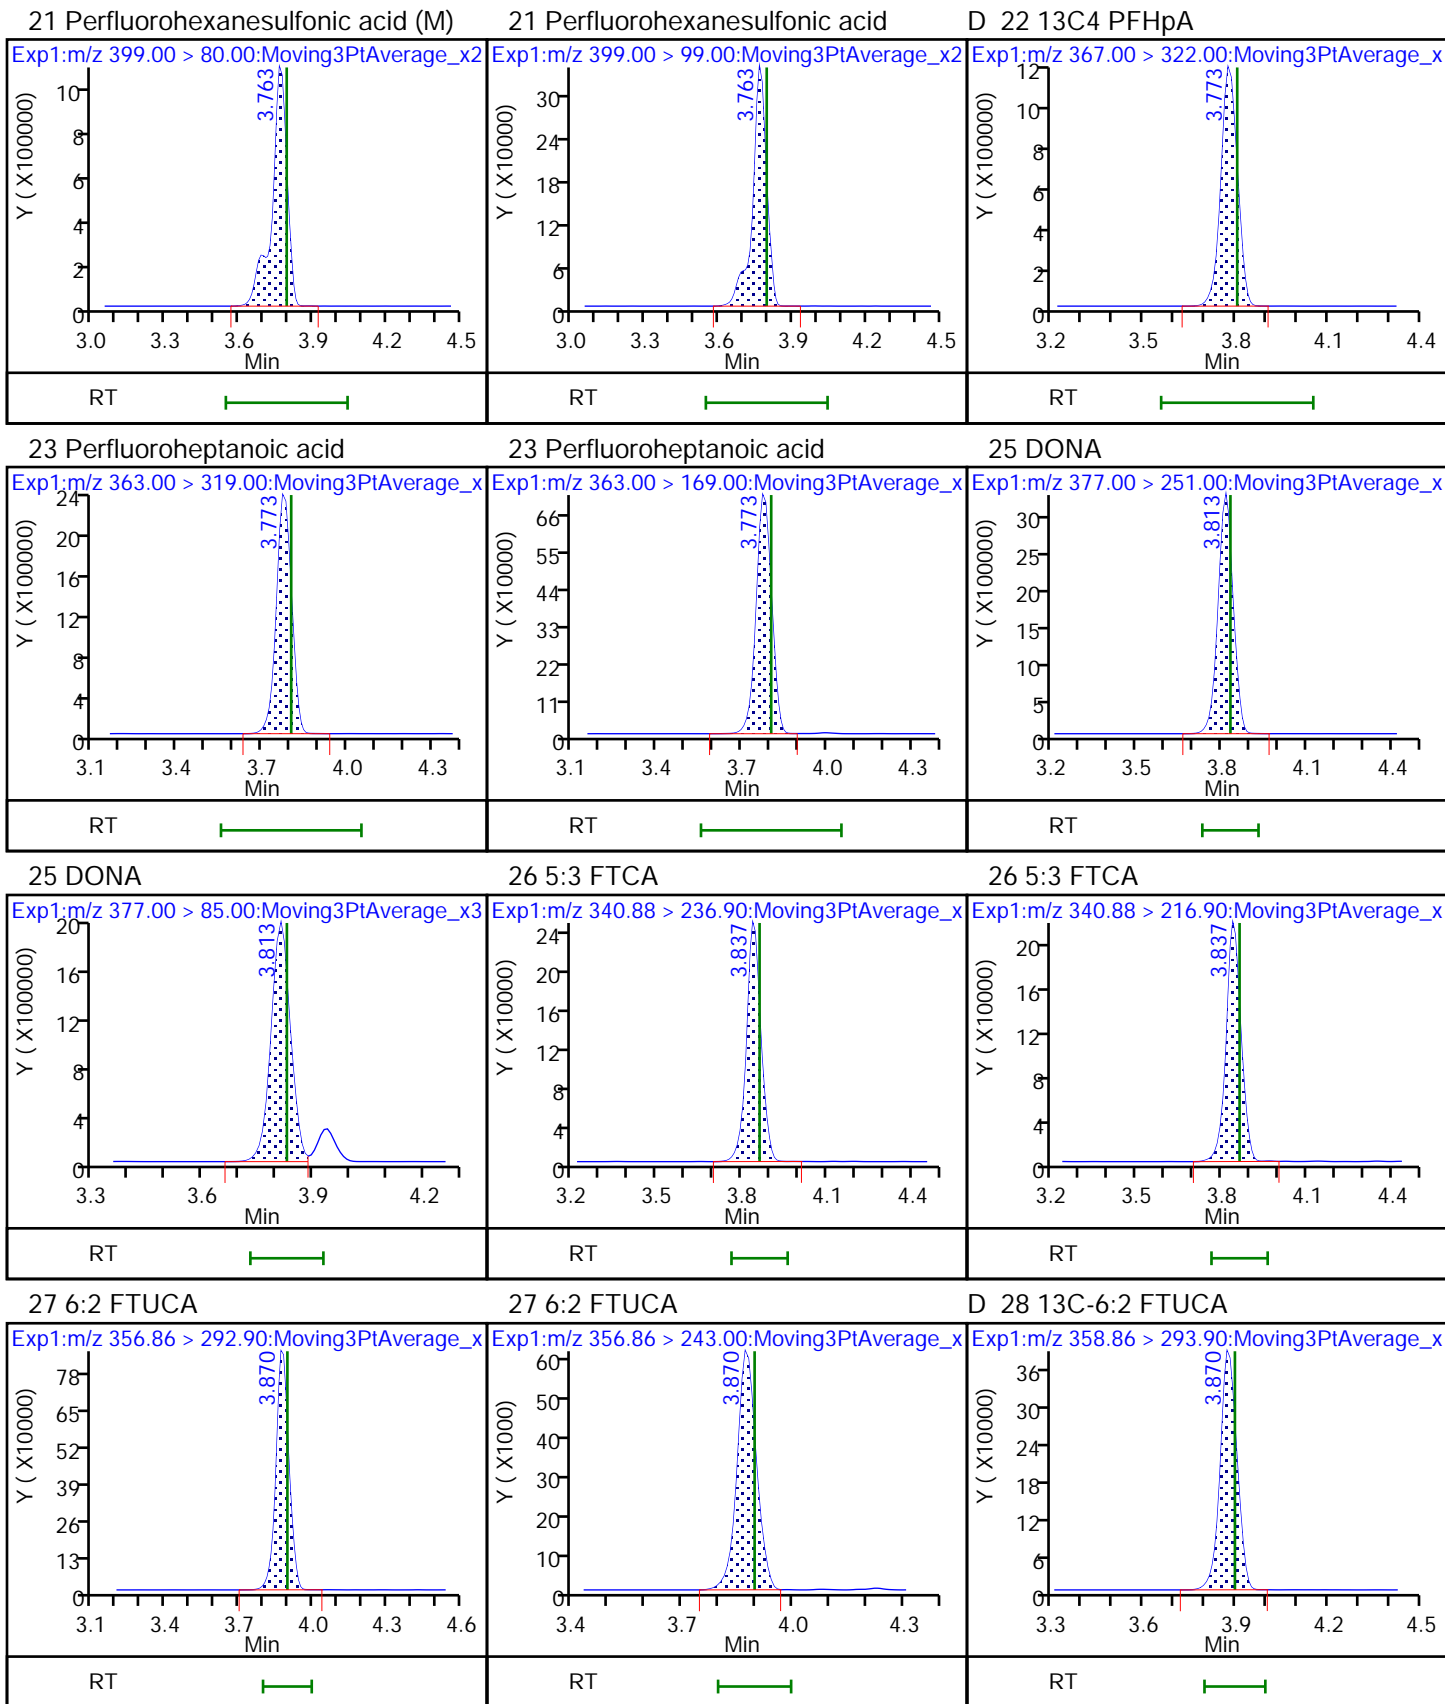 21 Perfluorohexanesulfonic acid (M)
Exp1:m/z 399.00 > 80.00:Moving3PtAverage_x2
3.763
Y ( X100000)
10
8
6
4
2
0
3.0 3.3 3.6 3.9 4.2 4.5
Min
RT
21 Perfluorohexanesulfonic acid
Exp1:m/z 399.00 > 99.00:Moving3PtAverage_x2
3.763
Y ( X10000)
30
24
18
12
6
0
3.0 3.3 3.6 3.9 4.2 4.5
Min
RT
D 22 13C4 PFHpA
Exp1:m/z 367.00 > 322.00:Moving3PtAverage_x
3.773
Y ( X100000)
12
10
8
6
4
2
0
3.2 3.5 3.8 4.1 4.4
Min
RT
23 Perfluoroheptanoic acid
Exp1:m/z 363.00 > 319.00:Moving3PtAverage_x
3.773
Y ( X100000)
24
20
16
12
8
4
0
3.1 3.4 3.7 4.0 4.3
Min
RT
23 Perfluoroheptanoic acid
Exp1:m/z 363.00 > 169.00:Moving3PtAverage_x
3.773
Y ( X10000)
66
55
44
33
22
11
0
3.1 3.4 3.7 4.0 4.3
Min
RT
25 DONA
Exp1:m/z 377.00 > 251.00:Moving3PtAverage_x
3.813
Y ( X100000)
30
25
20
15
10
5
0
3.2 3.5 3.8 4.1 4.4
Min
RT
25 DONA
Exp1:m/z 377.00 > 85.00:Moving3PtAverage_x3
3.813
Y ( X100000)
20
16
12
8
4
0
3.3 3.6 3.9 4.2
Min
RT
26 5:3 FTCA
Exp1:m/z 340.88 > 236.90:Moving3PtAverage_x
3.837
Y ( X10000)
24
20
16
12
8
4
0
3.2 3.5 3.8 4.1 4.4
Min
RT
26 5:3 FTCA
Exp1:m/z 340.88 > 216.90:Moving3PtAverage_x
3.837
Y ( X10000)
20
16
12
8
4
0
3.2 3.5 3.8 4.1 4.4
Min
RT
27 6:2 FTUCA
Exp1:m/z 356.86 > 292.90:Moving3PtAverage_x
3.870
Y ( X10000)
78
65
52
39
26
13
0
3.1 3.4 3.7 4.0 4.3 4.6
Min
RT
27 6:2 FTUCA
Exp1:m/z 356.86 > 243.00:Moving3PtAverage_x
3.870
Y ( X1000)
60
50
40
30
20
10
0
3.4 3.7 4.0 4.3
Min
RT
D 28 13C-6:2 FTUCA
Exp1:m/z 358.86 > 293.90:Moving3PtAverage_x
3.870
Y ( X10000)
36
30
24
18
12
6
0
3.3 3.6 3.9 4.2 4.5
Min
RT